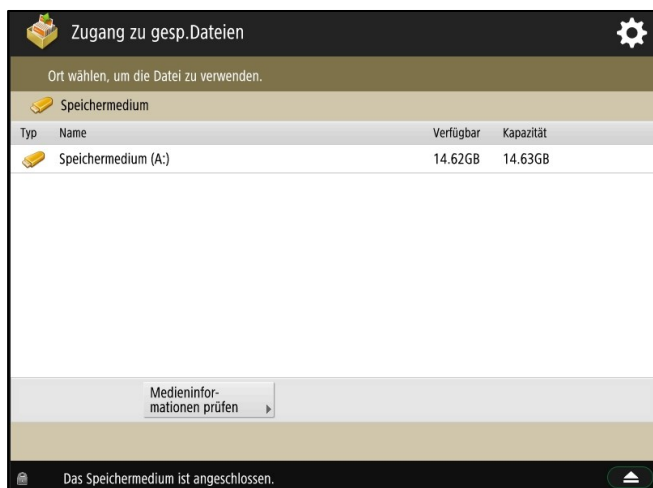 Zugang zu gesp.Dateien
Ort wählen, um die Datei zu verwenden.
Speichermedium
Typ Name Verfügbar Kapazität
Speichermedium (A:) 14.62GB 14.63GB
Medieninfor-
mationen prüfen
Das Speichermedium ist angeschlossen.